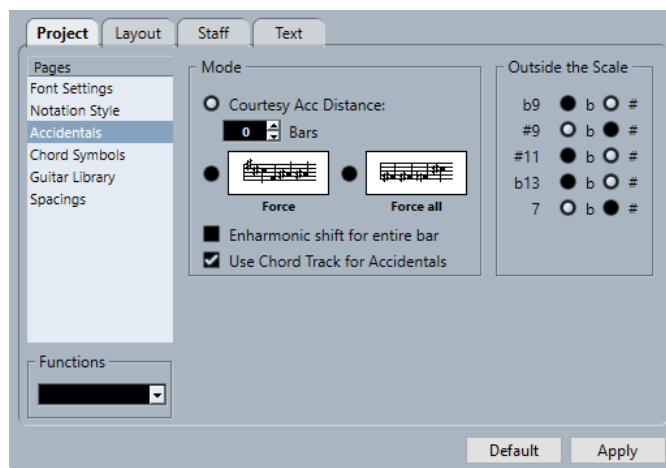 Project Layout Staff Text
Pages
Font Settings
Notation Style
Accidentals
Chord Symbols
Guitar Library
Spacings
Functions
Mode
Courtesy Acc Distance:
0 Bars
Force Force all
Enharmonic shift for entire bar
Use Chord Track for Accidentals
Outside the Scale
b9 b #
#9 b #
#11 b #
b13 b #
7 b #
Default Apply